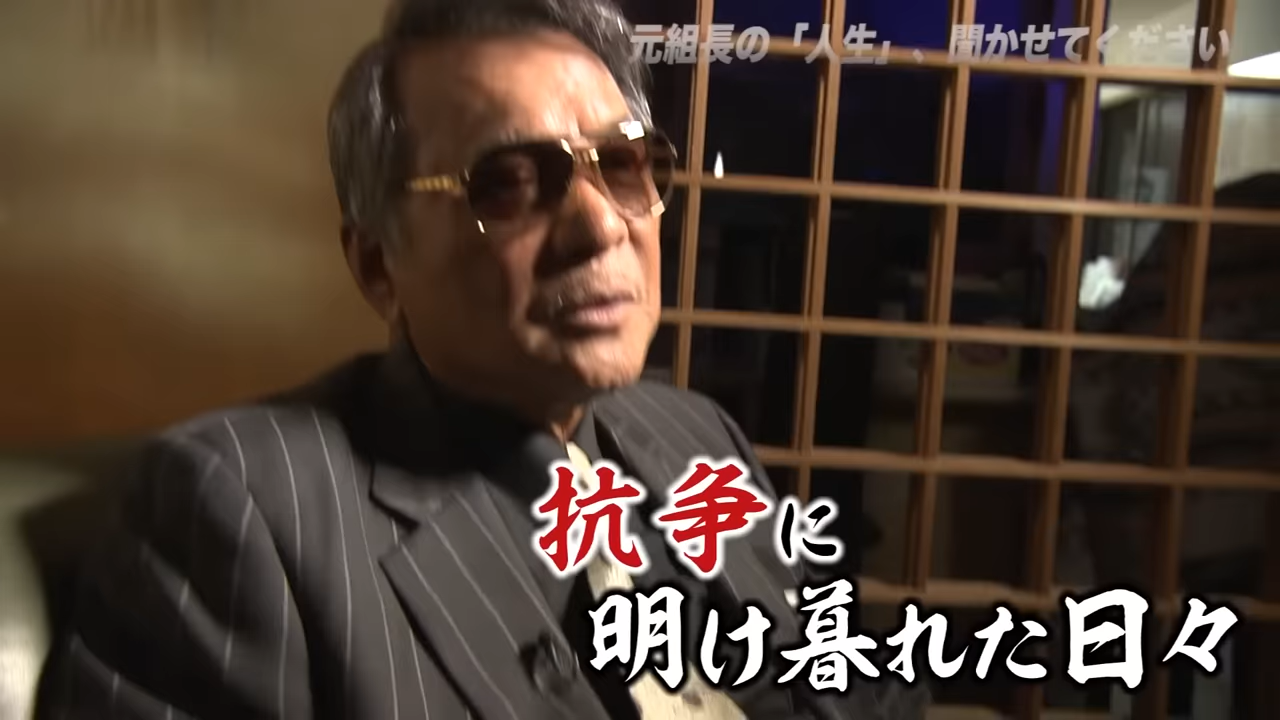 元組長の「人生」、聞かせてください
抗争に
明け暮れた日々